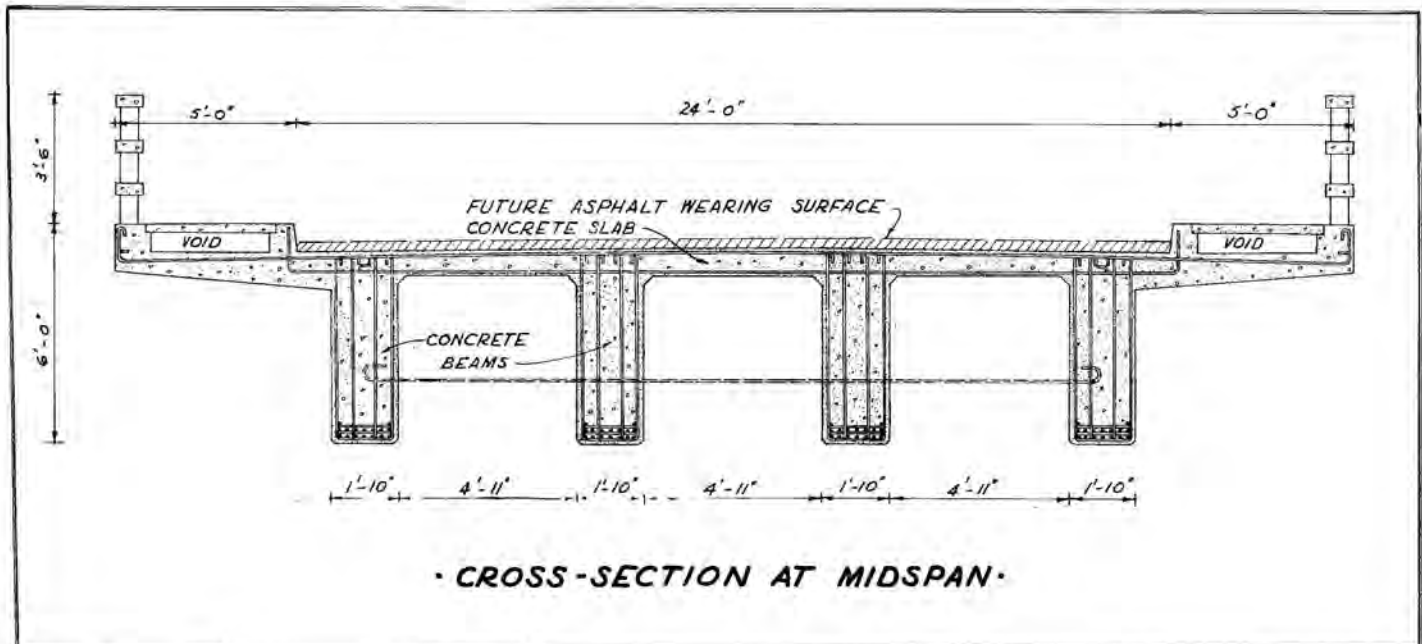 5'-0"
24'-0"
5'-0"
3'-6"
FUTURE ASPHALT WEARING SURFACE
CONCRETE SLAB
VOID
VOID
6'-0"
CONCRETE
BEAMS
1'-10"
4'-11"
1'-10"
4'-11"
1'-10"
4'-11"
1'-10"
·CROSS-SECTION AT MIDSPAN·